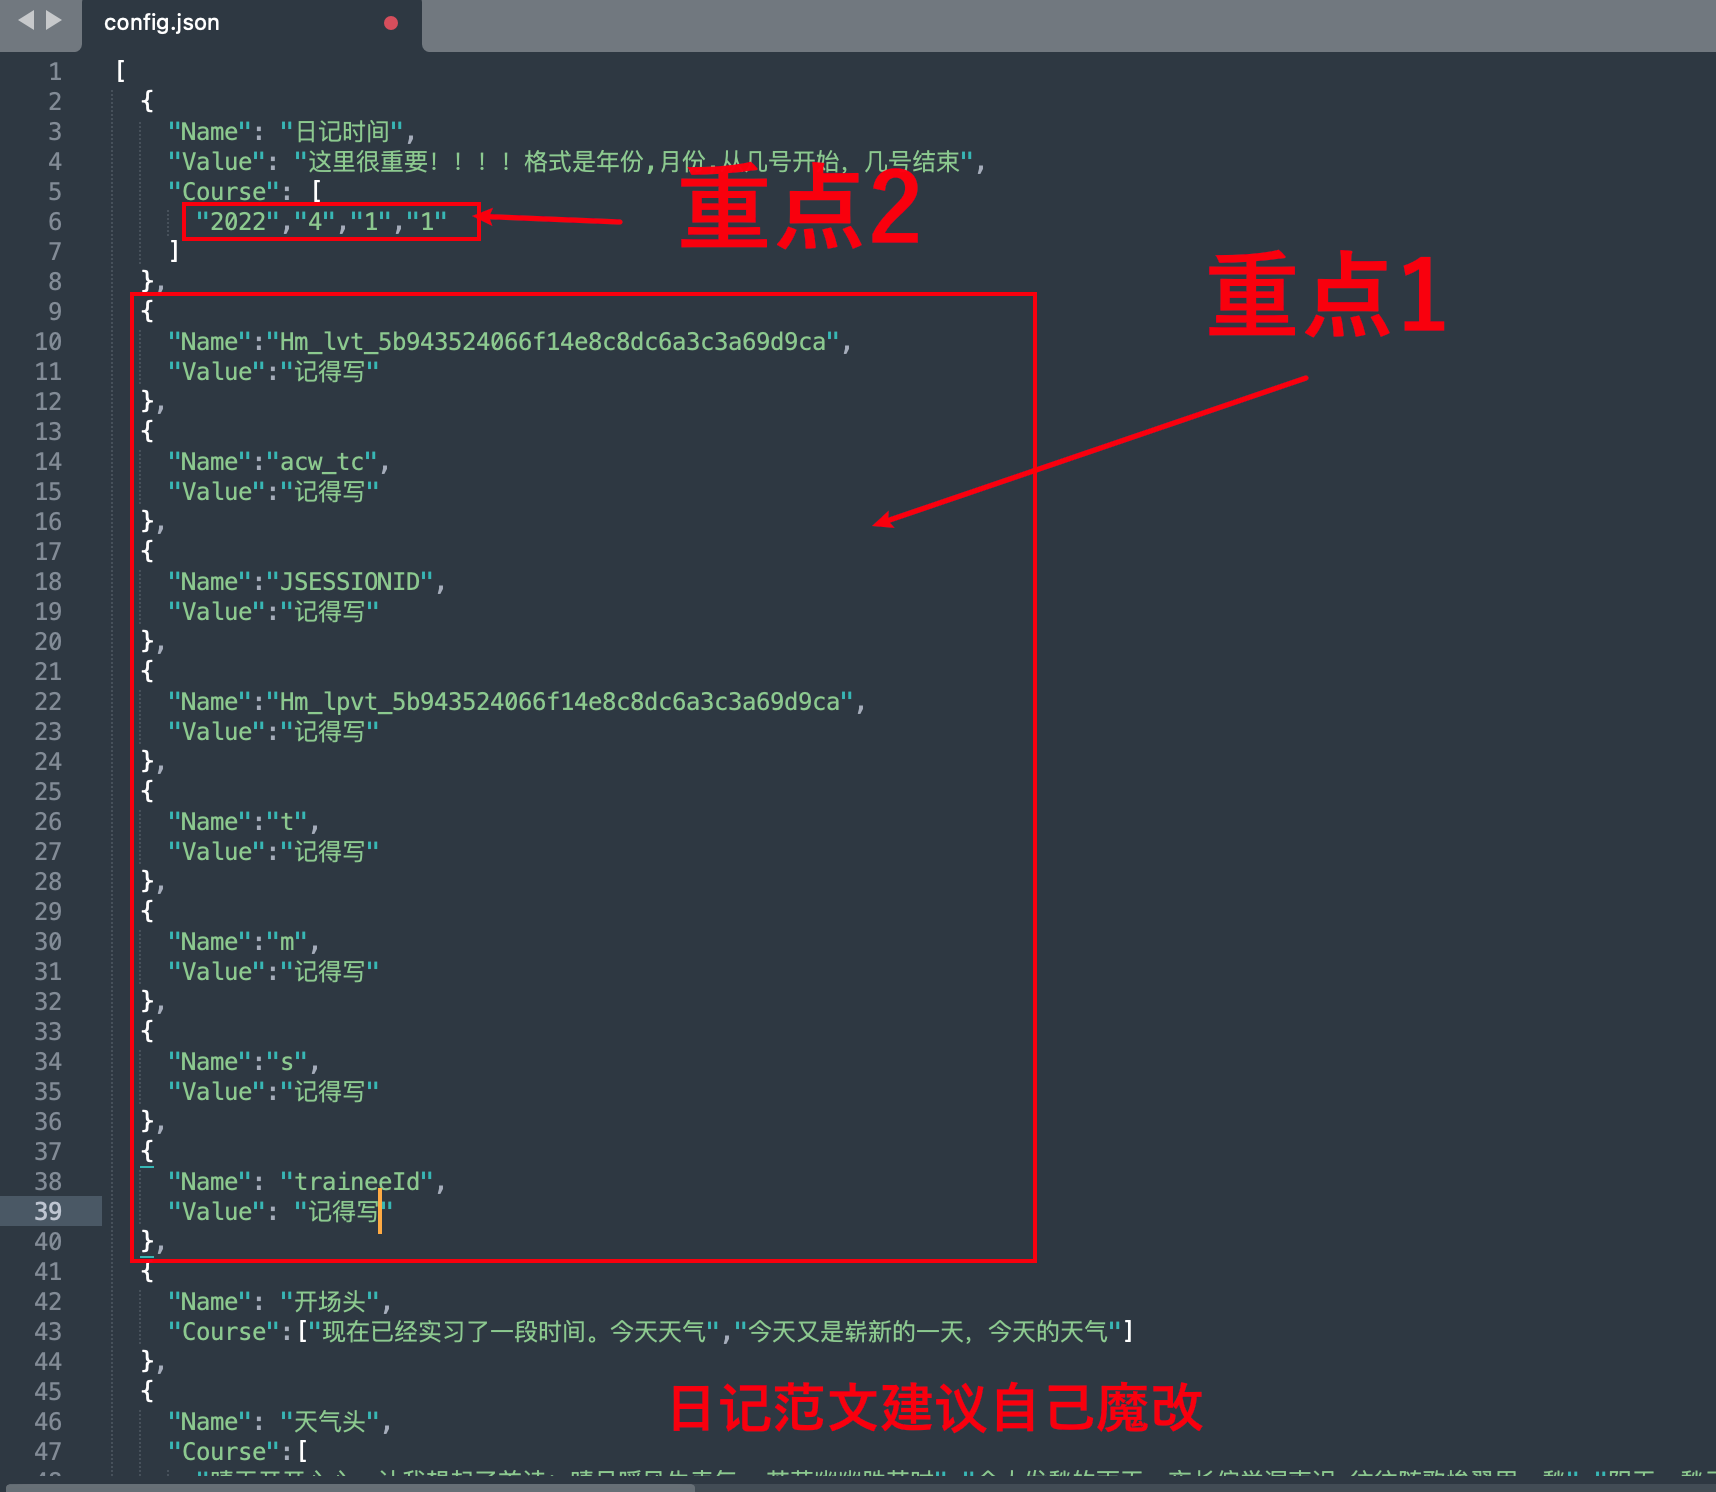 config.json
1 [
2 {
3 "Name": "日记时间",
4 "Value": "这里很重要！！！！格式是年份,月份,从几号开始，几号结束",
5 "Course": [
6 "2022","4","1","1"
7 ]
8 },
9 {
10 "Name":"Hm_lvt_5b943524066f14e8c8dc6a3c3a69d9ca",
11 "Value":"记得写"
12 },
13 {
14 "Name":"acw_tc",
15 "Value":"记得写"
16 },
17 {
18 "Name":"JSESSIONID",
19 "Value":"记得写"
20 },
21 {
22 "Name":"Hm_lpvt_5b943524066f14e8c8dc6a3c3a69d9ca",
23 "Value":"记得写"
24 },
25 {
26 "Name":"t",
27 "Value":"记得写"
28 },
29 {
30 "Name":"m",
31 "Value":"记得写"
32 },
33 {
34 "Name":"s",
35 "Value":"记得写"
36 },
37 {
38 "Name": "traineeId",
39 "Value": "记得写"
40 },
41 {
42 "Name": "开场头",
43 "Course":["现在已经实习了一段时间。今天天气","今天又是崭新的一天，今天的天气"]
44 },
45 {
46 "Name": "天气头",
47 "Course":[
重点2
重点1
日记范文建议自己魔改